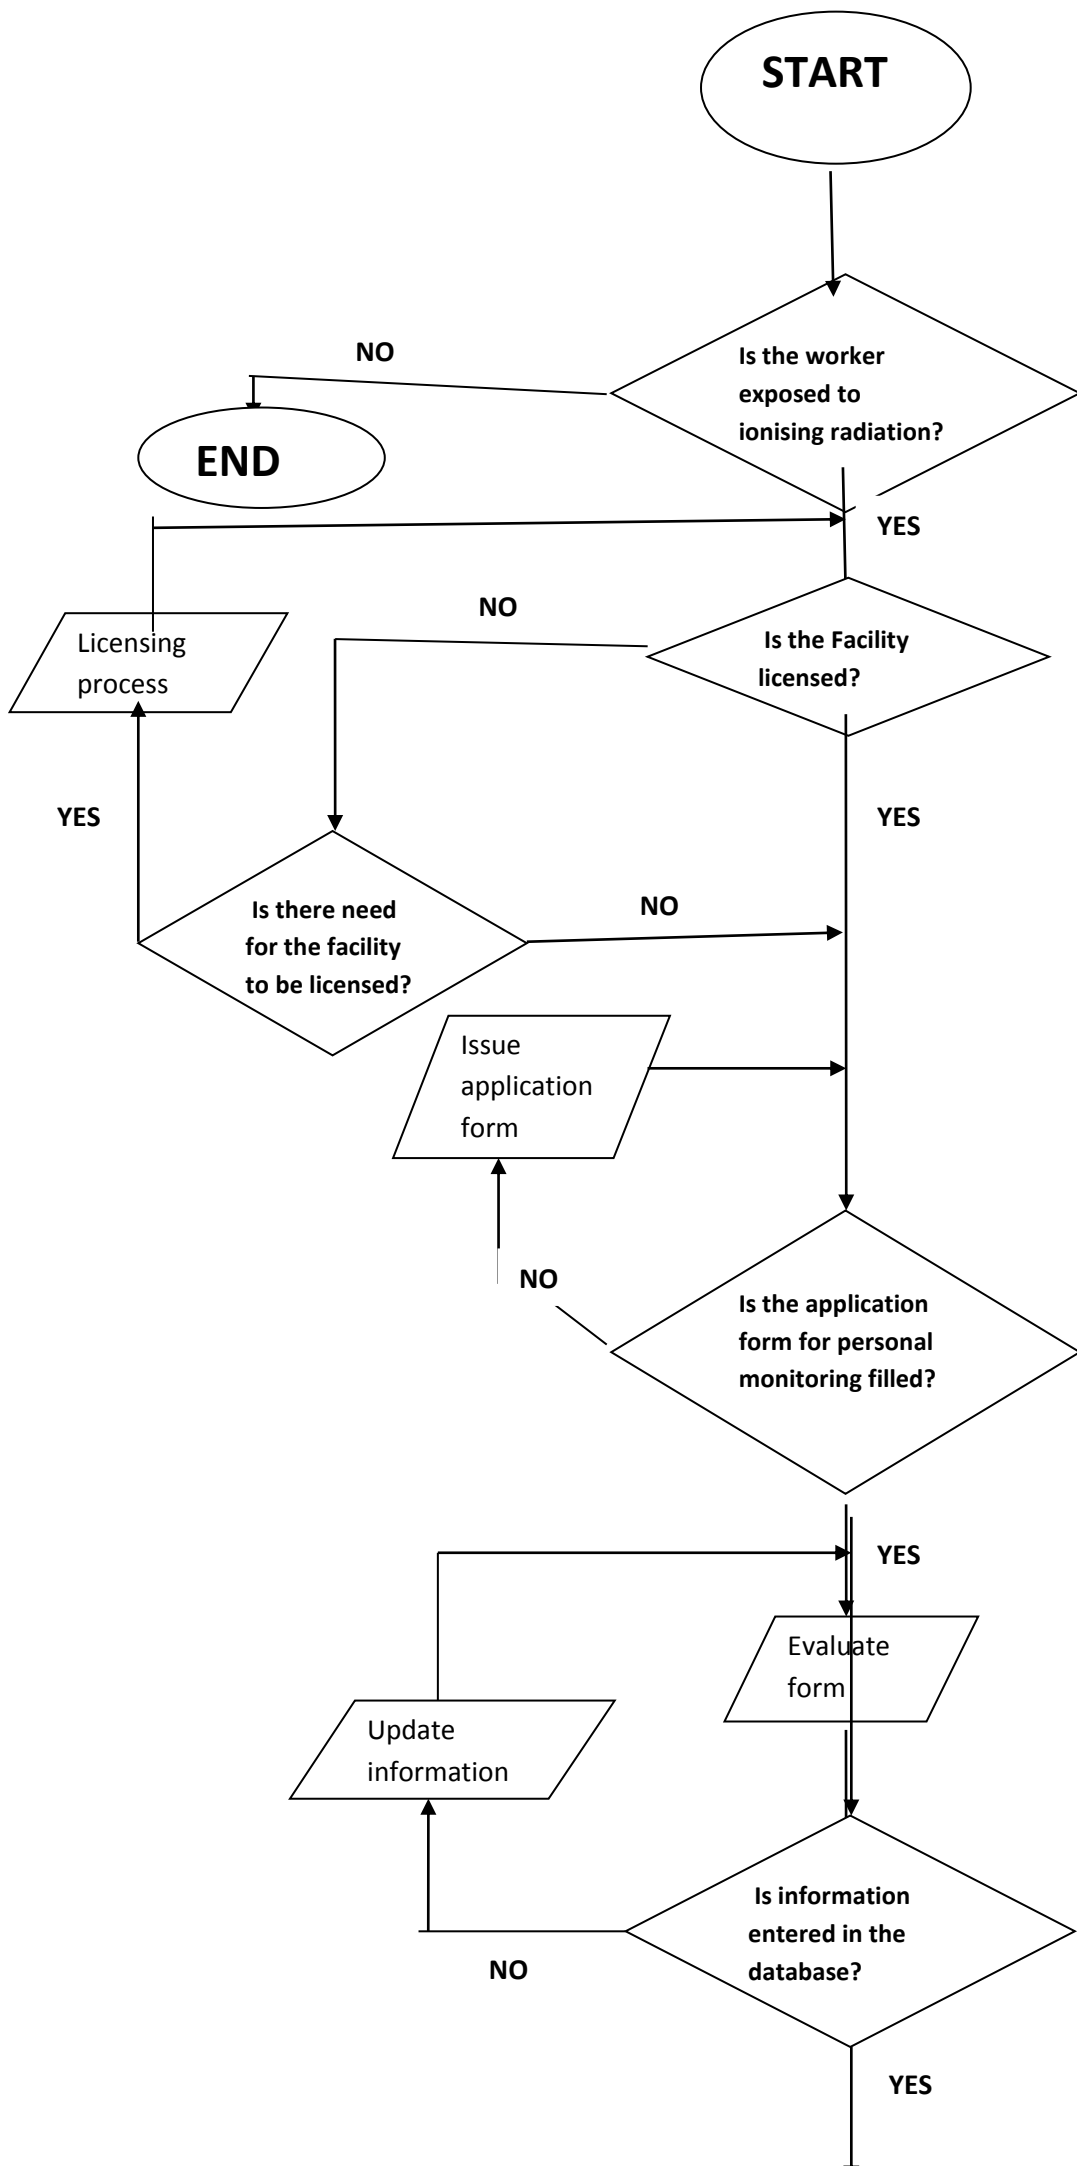 START
NO
Is the worker
exposed to
ionising radiation?
END
YES
NO
Licensing
process
Is the Facility
licensed?
YES
YES
Is there need
for the facility
to be licensed?
NO
Issue
application
form
NO
Is the application
form for personal
monitoring filled?
YES
Evaluate
form
Update
information
Is information
entered in the
database?
NO
YES